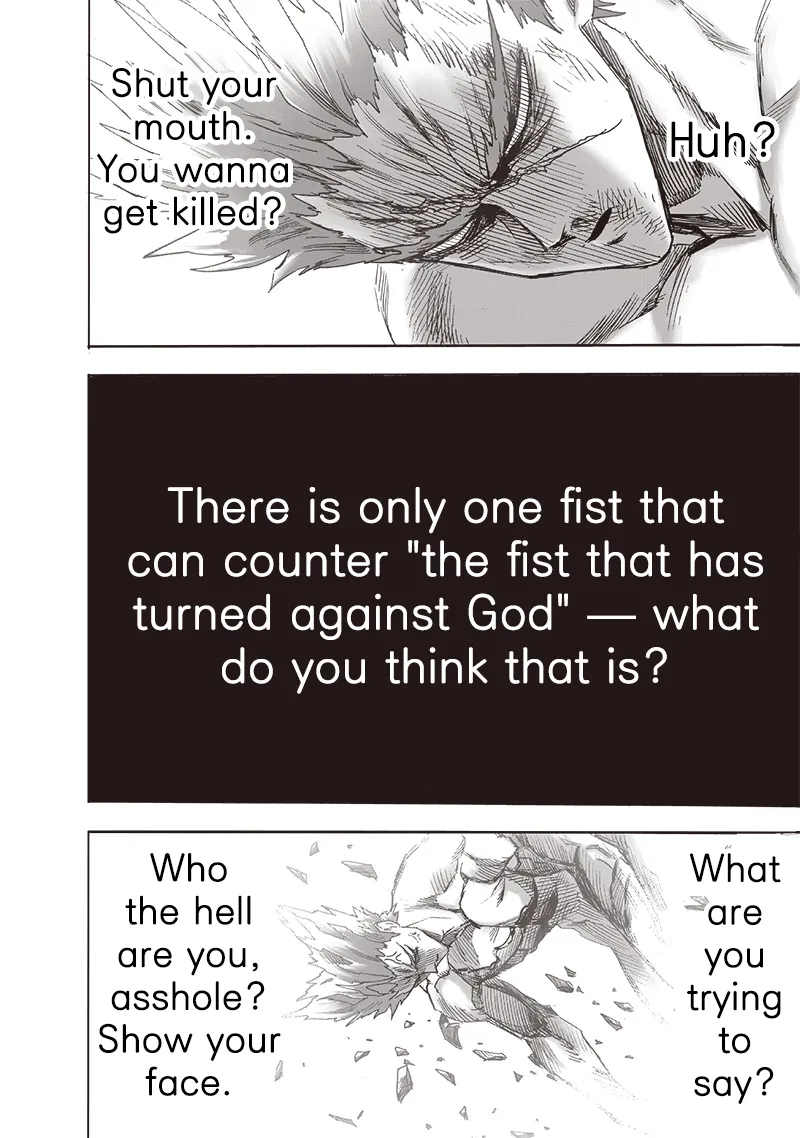 Huh?
Shut your
mouth.
You wanna
get killed?
There is only one fist that
can counter "the fist that has
turned against God" — what
do you think that is?
What
are
you
trying
to
say?
Who
the hell
are you,
asshole?
Show your
face.